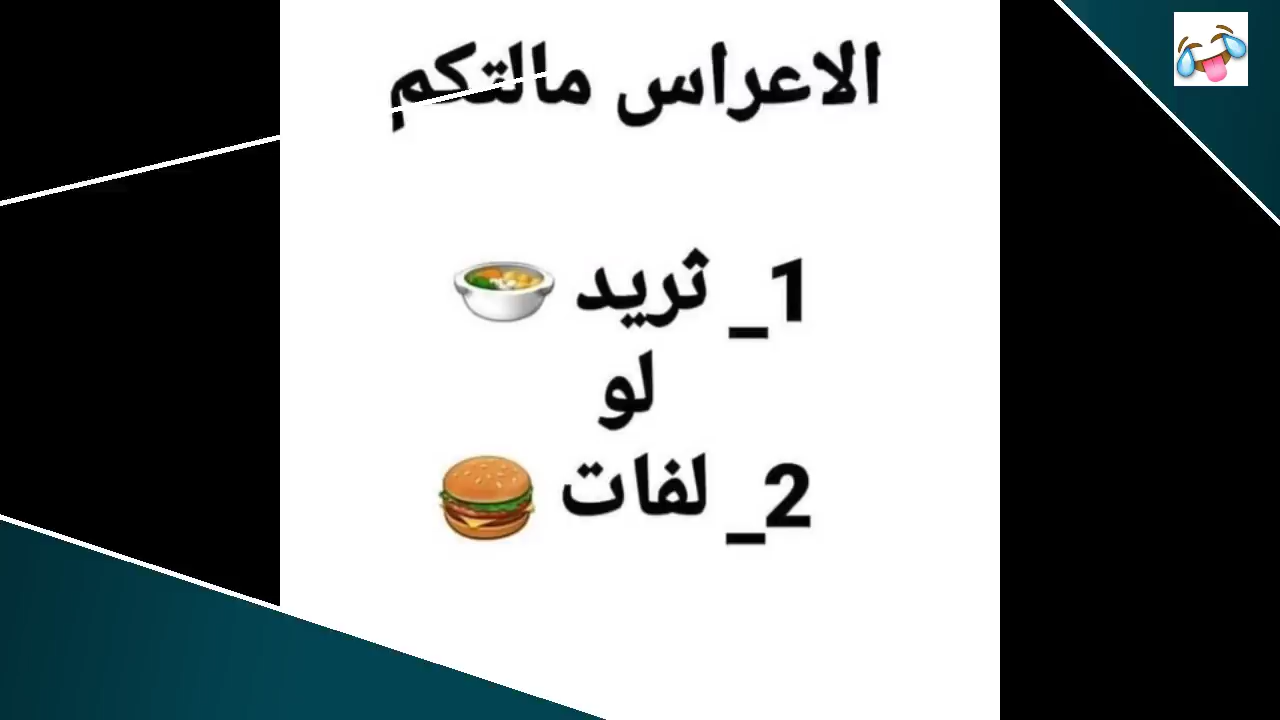 الاعراس مالتكم
1_ ثريد 🍲
لو
2_ لفات 🍔